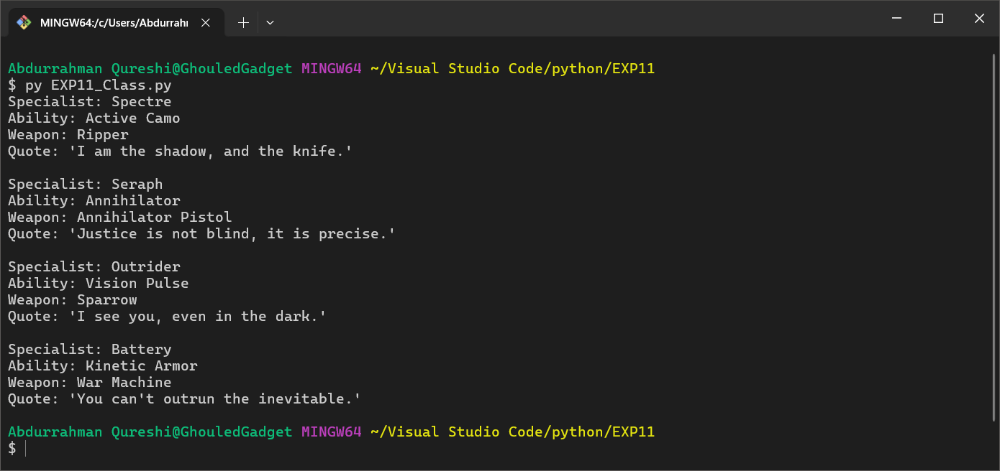 MINGW64:/c/Users/Abdurrahr
Abdurrahman Qureshi@GhouledGadget MINGW64 ~/Visual Studio Code/python/EXP11
$ py EXP11_Class.py
Specialist: Spectre
Ability: Active Camo
Weapon: Ripper
Quote: 'I am the shadow, and the knife.'
Specialist: Seraph
Ability: Annihilator
Weapon: Annihilator Pistol
Quote: 'Justice is not blind, it is precise.'
Specialist: Outrider
Ability: Vision Pulse
Weapon: Sparrow
Quote: 'I see you, even in the dark.'
Specialist: Battery
Ability: Kinetic Armor
Weapon: War Machine
Quote: 'You can't outrun the inevitable.'
Abdurrahman Qureshi@GhouledGadget MINGW64 ~/Visual Studio Code/python/EXP11
$